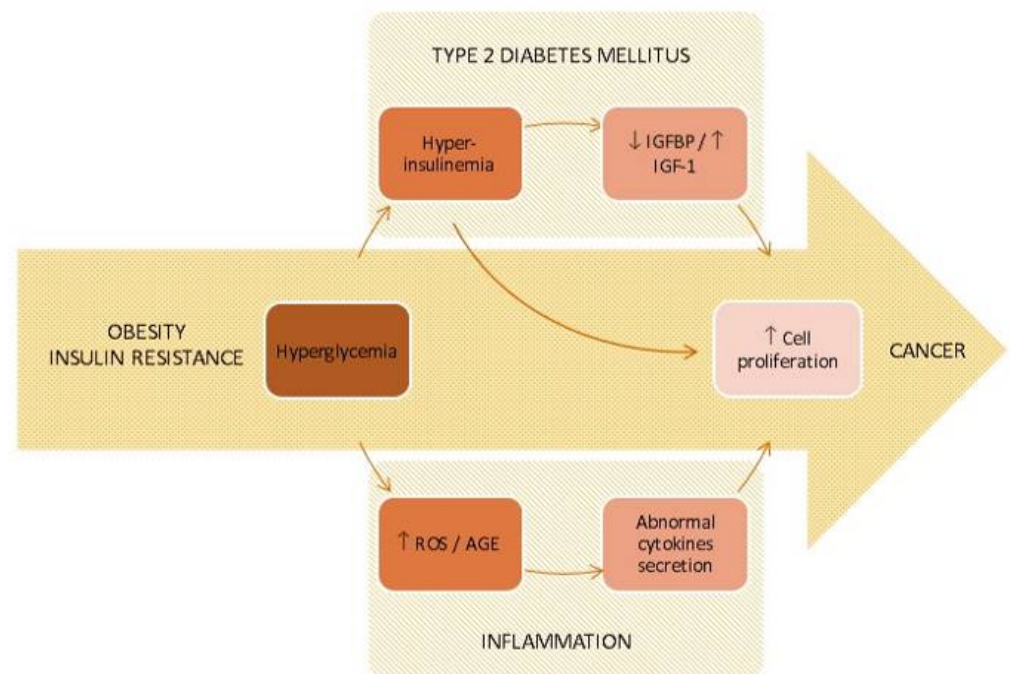 TYPE 2 DIABETES MELLITUS
Hyper-
insulinemia
↓ IGFBP / ↑
IGF-1
OBESITY
INSULIN RESISTANCE
Hyperglycemia
↑ Cell
proliferation
CANCER
↑ ROS / AGE
Abnormal
cytokines
secretion
INFLAMMATION